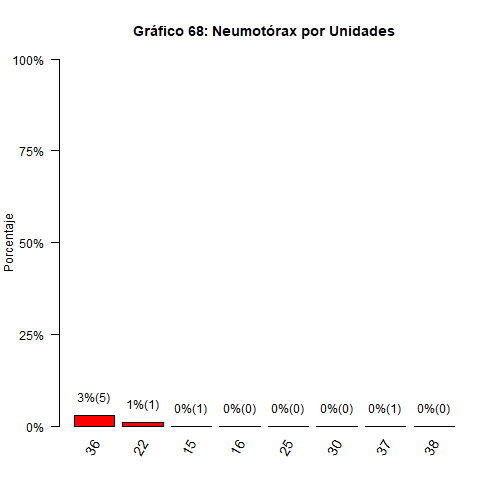 Gráfico 68: Neumotórax por Unidades
Porcentaje
100%
75%
50%
25%
0%
3%(5) 1%(1) 0%(1) 0%(0) 0%(0) 0%(0) 0%(1) 0%(0)
36 22 15 16 25 30 37 38